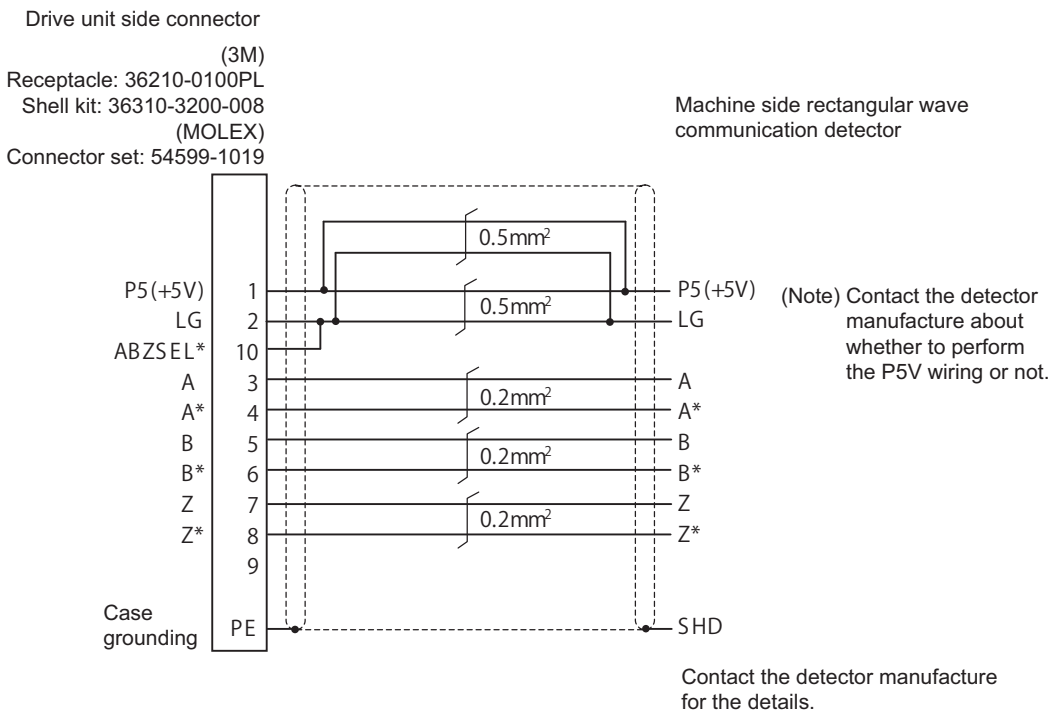 Drive unit side connector
(3M)
Receptacle: 36210-0100PL
Shell kit: 36310-3200-008
(MOLEX)
Connector set: 54599-1019
Machine side rectangular wave
communication detector
0.5mm²
P5(+5V) 1 0.5mm² P5(+5V)
LG 2 LG
ABZSEL* 10
A 3 0.2mm² A
A* 4 A*
B 5 0.2mm² B
B* 6 B*
Z 7 0.2mm² Z
Z* 8 Z*
9
Case
grounding
PE SHD
(Note) Contact the detector
manufacture about
whether to perform
the P5V wiring or not.
Contact the detector manufacture
for the details.